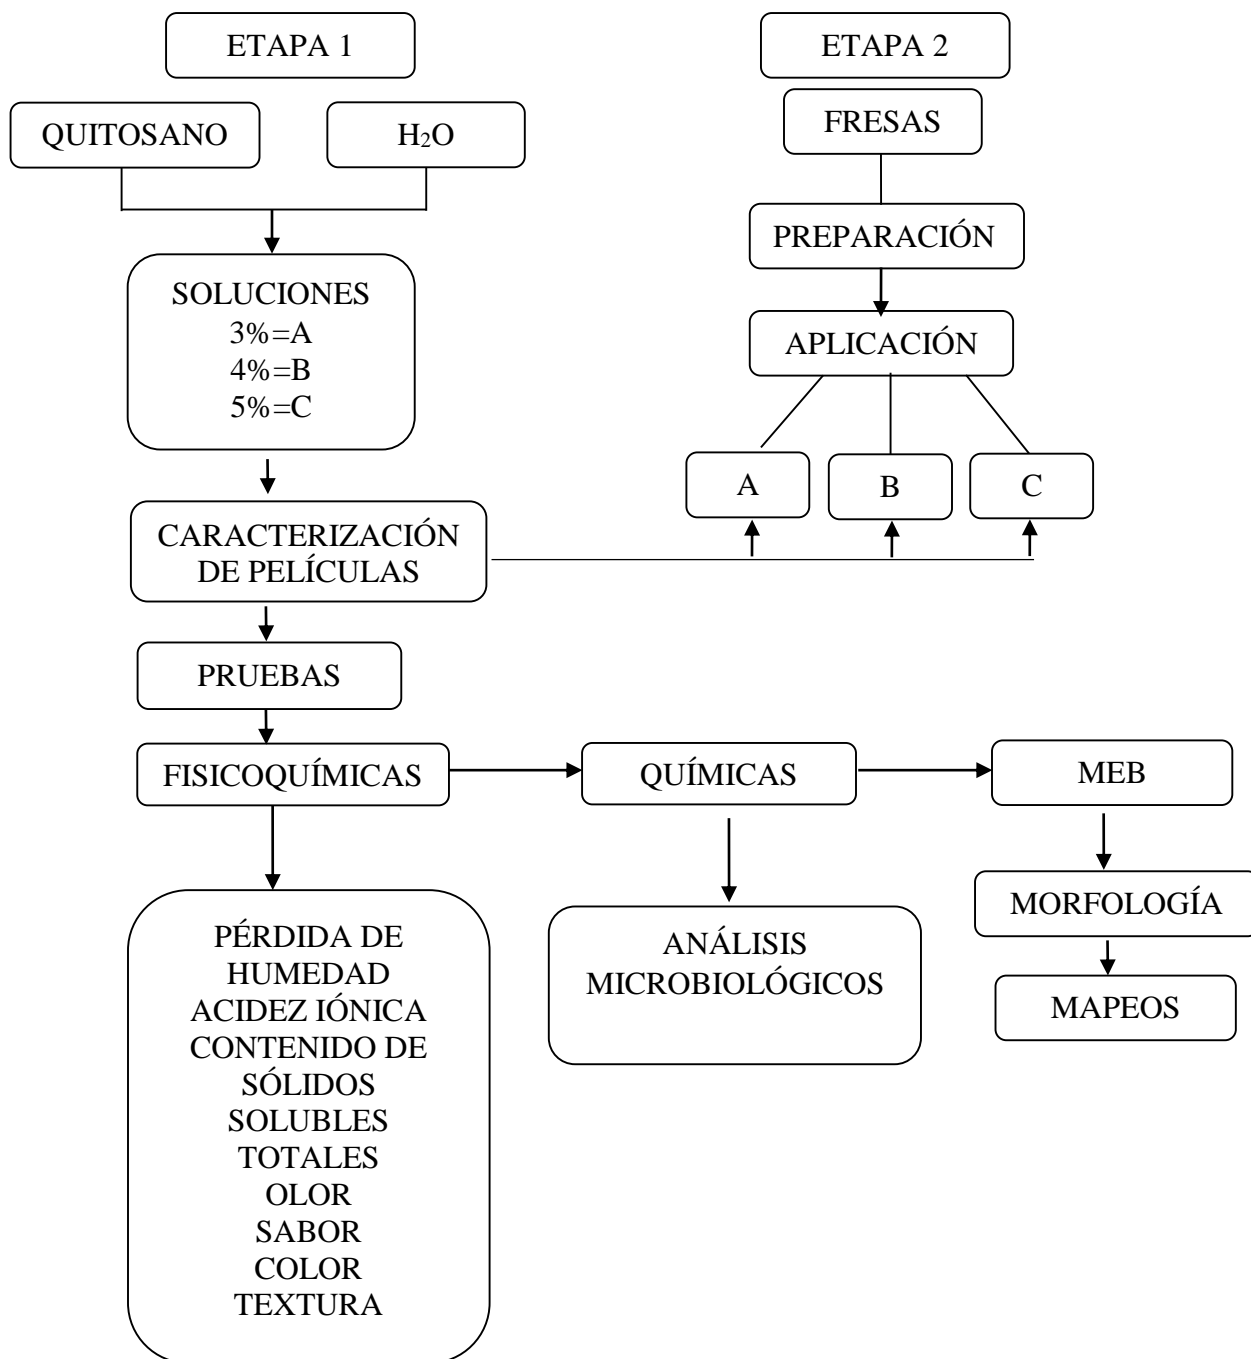 ETAPA 1
QUITOSANO
H₂O
SOLUCIONES
3%=A
4%=B
5%=C
CARACTERIZACIÓN
DE PELÍCULAS
PRUEBAS
FISICOQUÍMICAS
PÉRDIDA DE
HUMEDAD
ACIDEZ IÓNICA
CONTENIDO DE
SÓLIDOS
SOLUBLES
TOTALES
OLOR
SABOR
COLOR
TEXTURA
QUÍMICAS
ANÁLISIS
MICROBIOLÓGICOS
MEB
MORFOLOGÍA
MAPEOS
ETAPA 2
FRESAS
PREPARACIÓN
APLICACIÓN
A
B
C